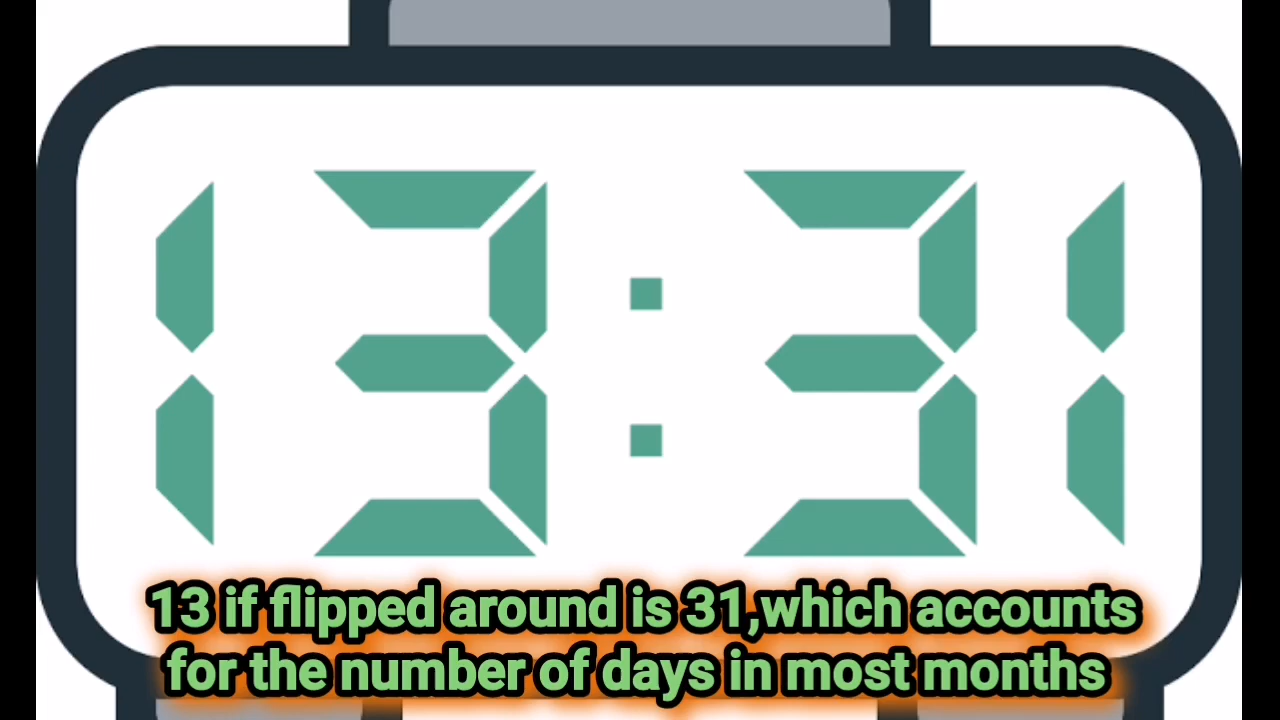 13:31
13 if flipped around is 31,which accounts
for the number of days in most months